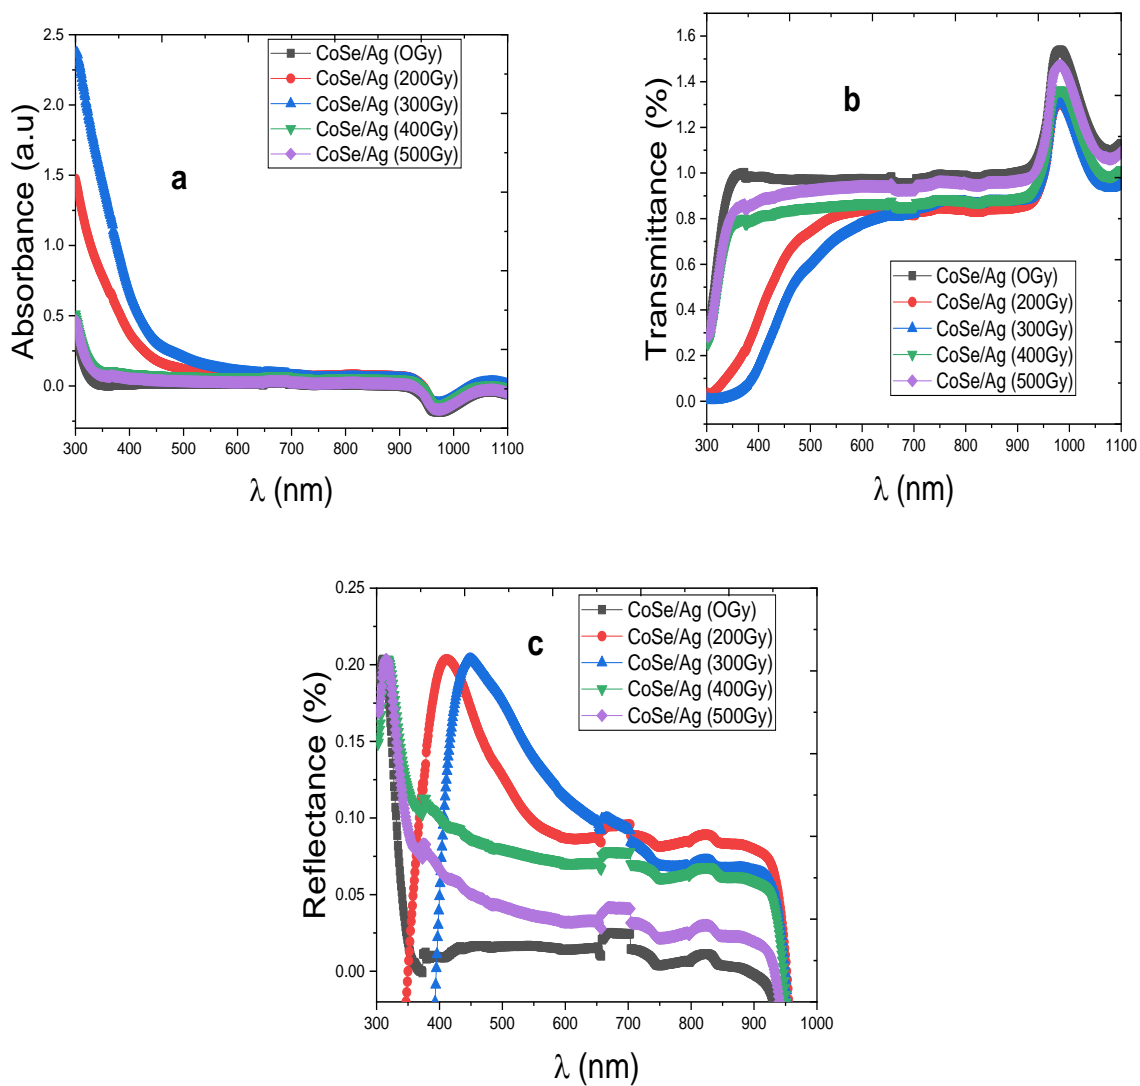 Absorbance (a.u)
2.5
2.0
1.5
1.0
0.5
0.0
CoSe/Ag (OGy)
CoSe/Ag (200Gy)
CoSe/Ag (300Gy)
CoSe/Ag (400Gy)
CoSe/Ag (500Gy)
a
300 400 500 600 700 800 900 1000 1100
λ (nm)
Transmittance (%)
1.6
1.4
1.2
1.0
0.8
0.6
0.4
0.2
0.0
b
CoSe/Ag (OGy)
CoSe/Ag (200Gy)
CoSe/Ag (300Gy)
CoSe/Ag (400Gy)
CoSe/Ag (500Gy)
300 400 500 600 700 800 900 1000 1100
λ (nm)
Reflectance (%)
0.25
0.20
0.15
0.10
0.05
0.00
CoSe/Ag (OGy)
CoSe/Ag (200Gy)
CoSe/Ag (300Gy)
CoSe/Ag (400Gy)
CoSe/Ag (500Gy)
c
300 400 500 600 700 800 900 1000
λ (nm)